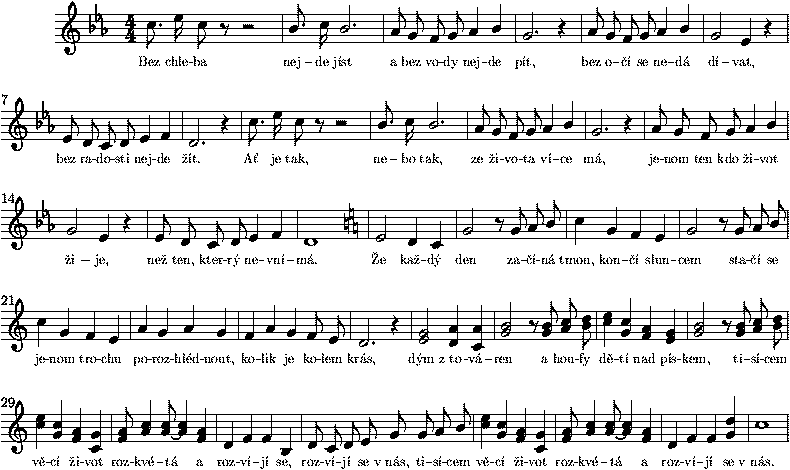 Bez chle-ba nej-de jíst a bez vo-dy nej-de pít, bez o-čí se ne-dá dí-vat,
7
bez ra-do-sti nej-de žít. Ať je tak, ne-bo tak, ze ži-vo-ta ví-ce má, je-nom ten kdo ži-vot
14
ži-je, než ten, kter-rý ne-vní-má. Že kaž-dý den za-čí-ná tmou, kon-čí slun-cem sta-čí se
21
je-nom tro-chu po-roz-hléd-nout, ko-lik je ko-lem krás, dým z to-vá-ren a hou-fy dě-tí nad pís-kem, ti-sí-cem
29
vě-cí ži-vot roz-kvé-tá a roz-ví-jí se, roz-ví-jí se v nás, ti-sí-cem vě-cí ži-vot roz-kvé-tá a roz-ví-jí se v nás.